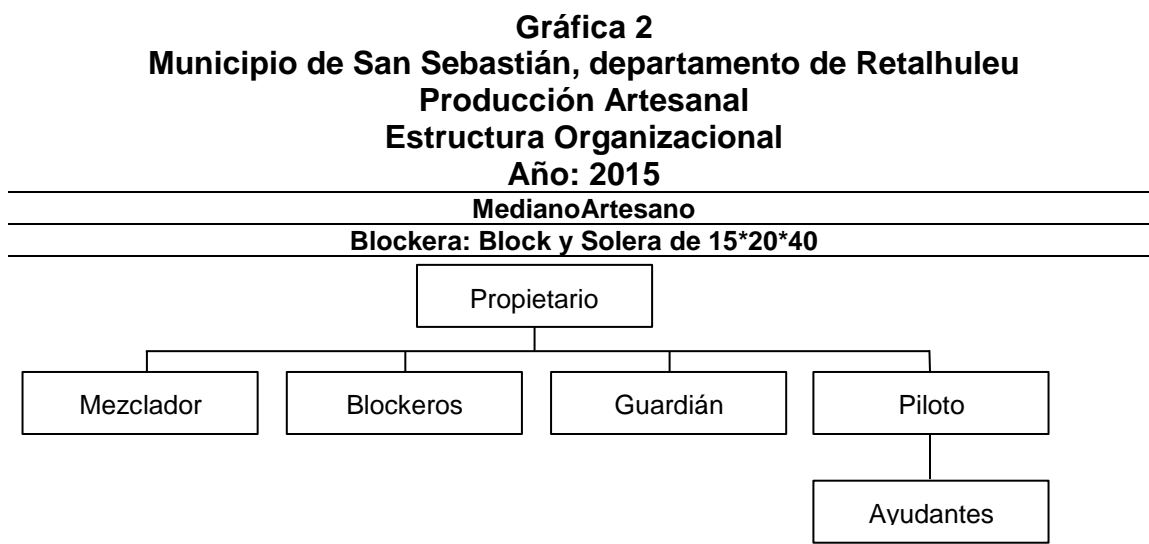 Gráfica 2
Municipio de San Sebastián, departamento de Retalhuleu
Producción Artesanal
Estructura Organizacional
Año: 2015
MedianoArtesano
Blockera: Block y Solera de 15*20*40
Propietario
Mezclador
Blockeros
Guardián
Piloto
Ayudantes